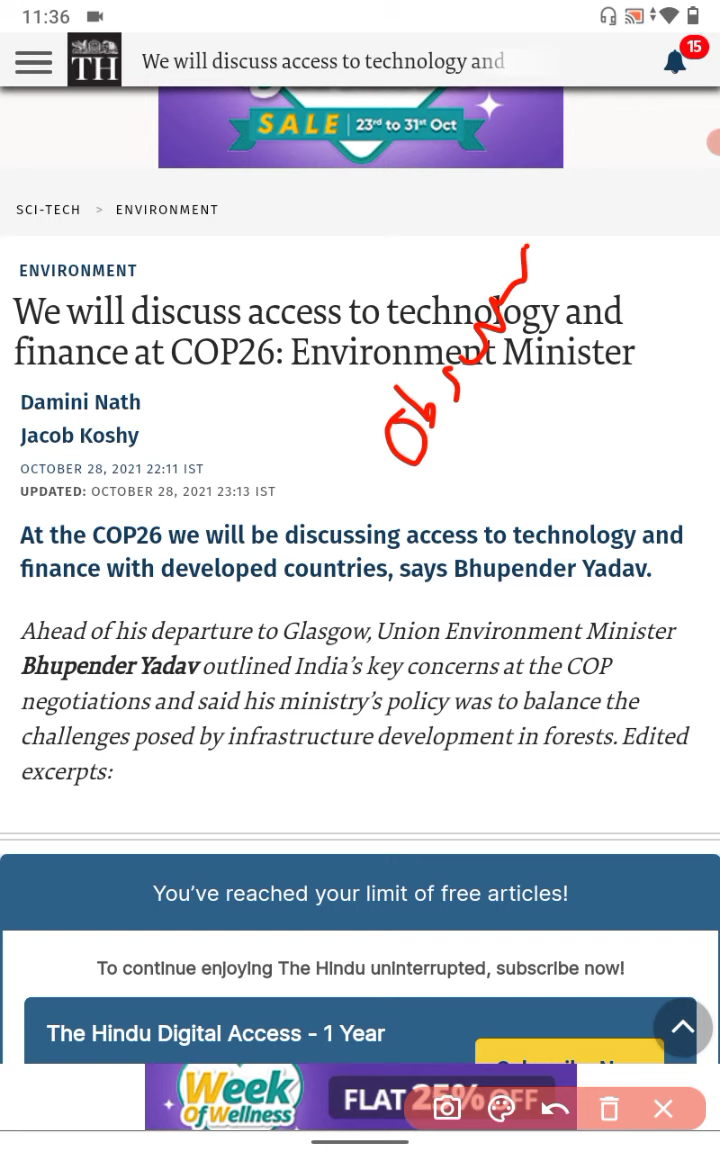 11:36
TH
We will discuss access to technology and
15
SALE | 23rd to 31st Oct
SCI-TECH > ENVIRONMENT
ENVIRONMENT
We will discuss access to technology and
finance at COP26: Environment Minister
Damini Nath
Jacob Koshy
OCTOBER 28, 2021 22:11 IST
UPDATED: OCTOBER 28, 2021 23:13 IST
At the COP26 we will be discussing access to technology and
finance with developed countries, says Bhupender Yadav.
Ahead of his departure to Glasgow, Union Environment Minister
Bhupender Yadav outlined India's key concerns at the COP
negotiations and said his ministry's policy was to balance the
challenges posed by infrastructure development in forests. Edited
excerpts:
You've reached your limit of free articles!
To continue enjoying The Hindu uninterrupted, subscribe now!
The Hindu Digital Access - 1 Year
Week
Of Wellness
FLAT 25% OFF